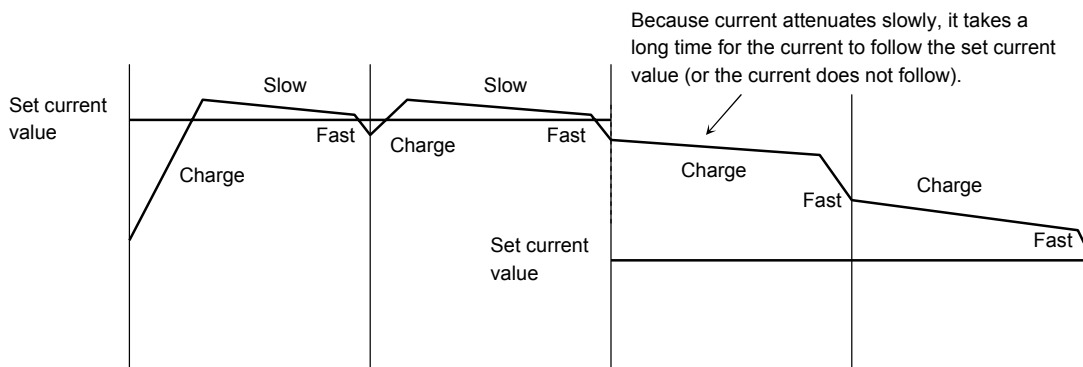 Because current attenuates slowly, it takes a
long time for the current to follow the set current
value (or the current does not follow).
Slow
Slow
Set current
value
Fast
Charge
Fast
Charge
Charge
Charge
Fast
Fast
Set current
value